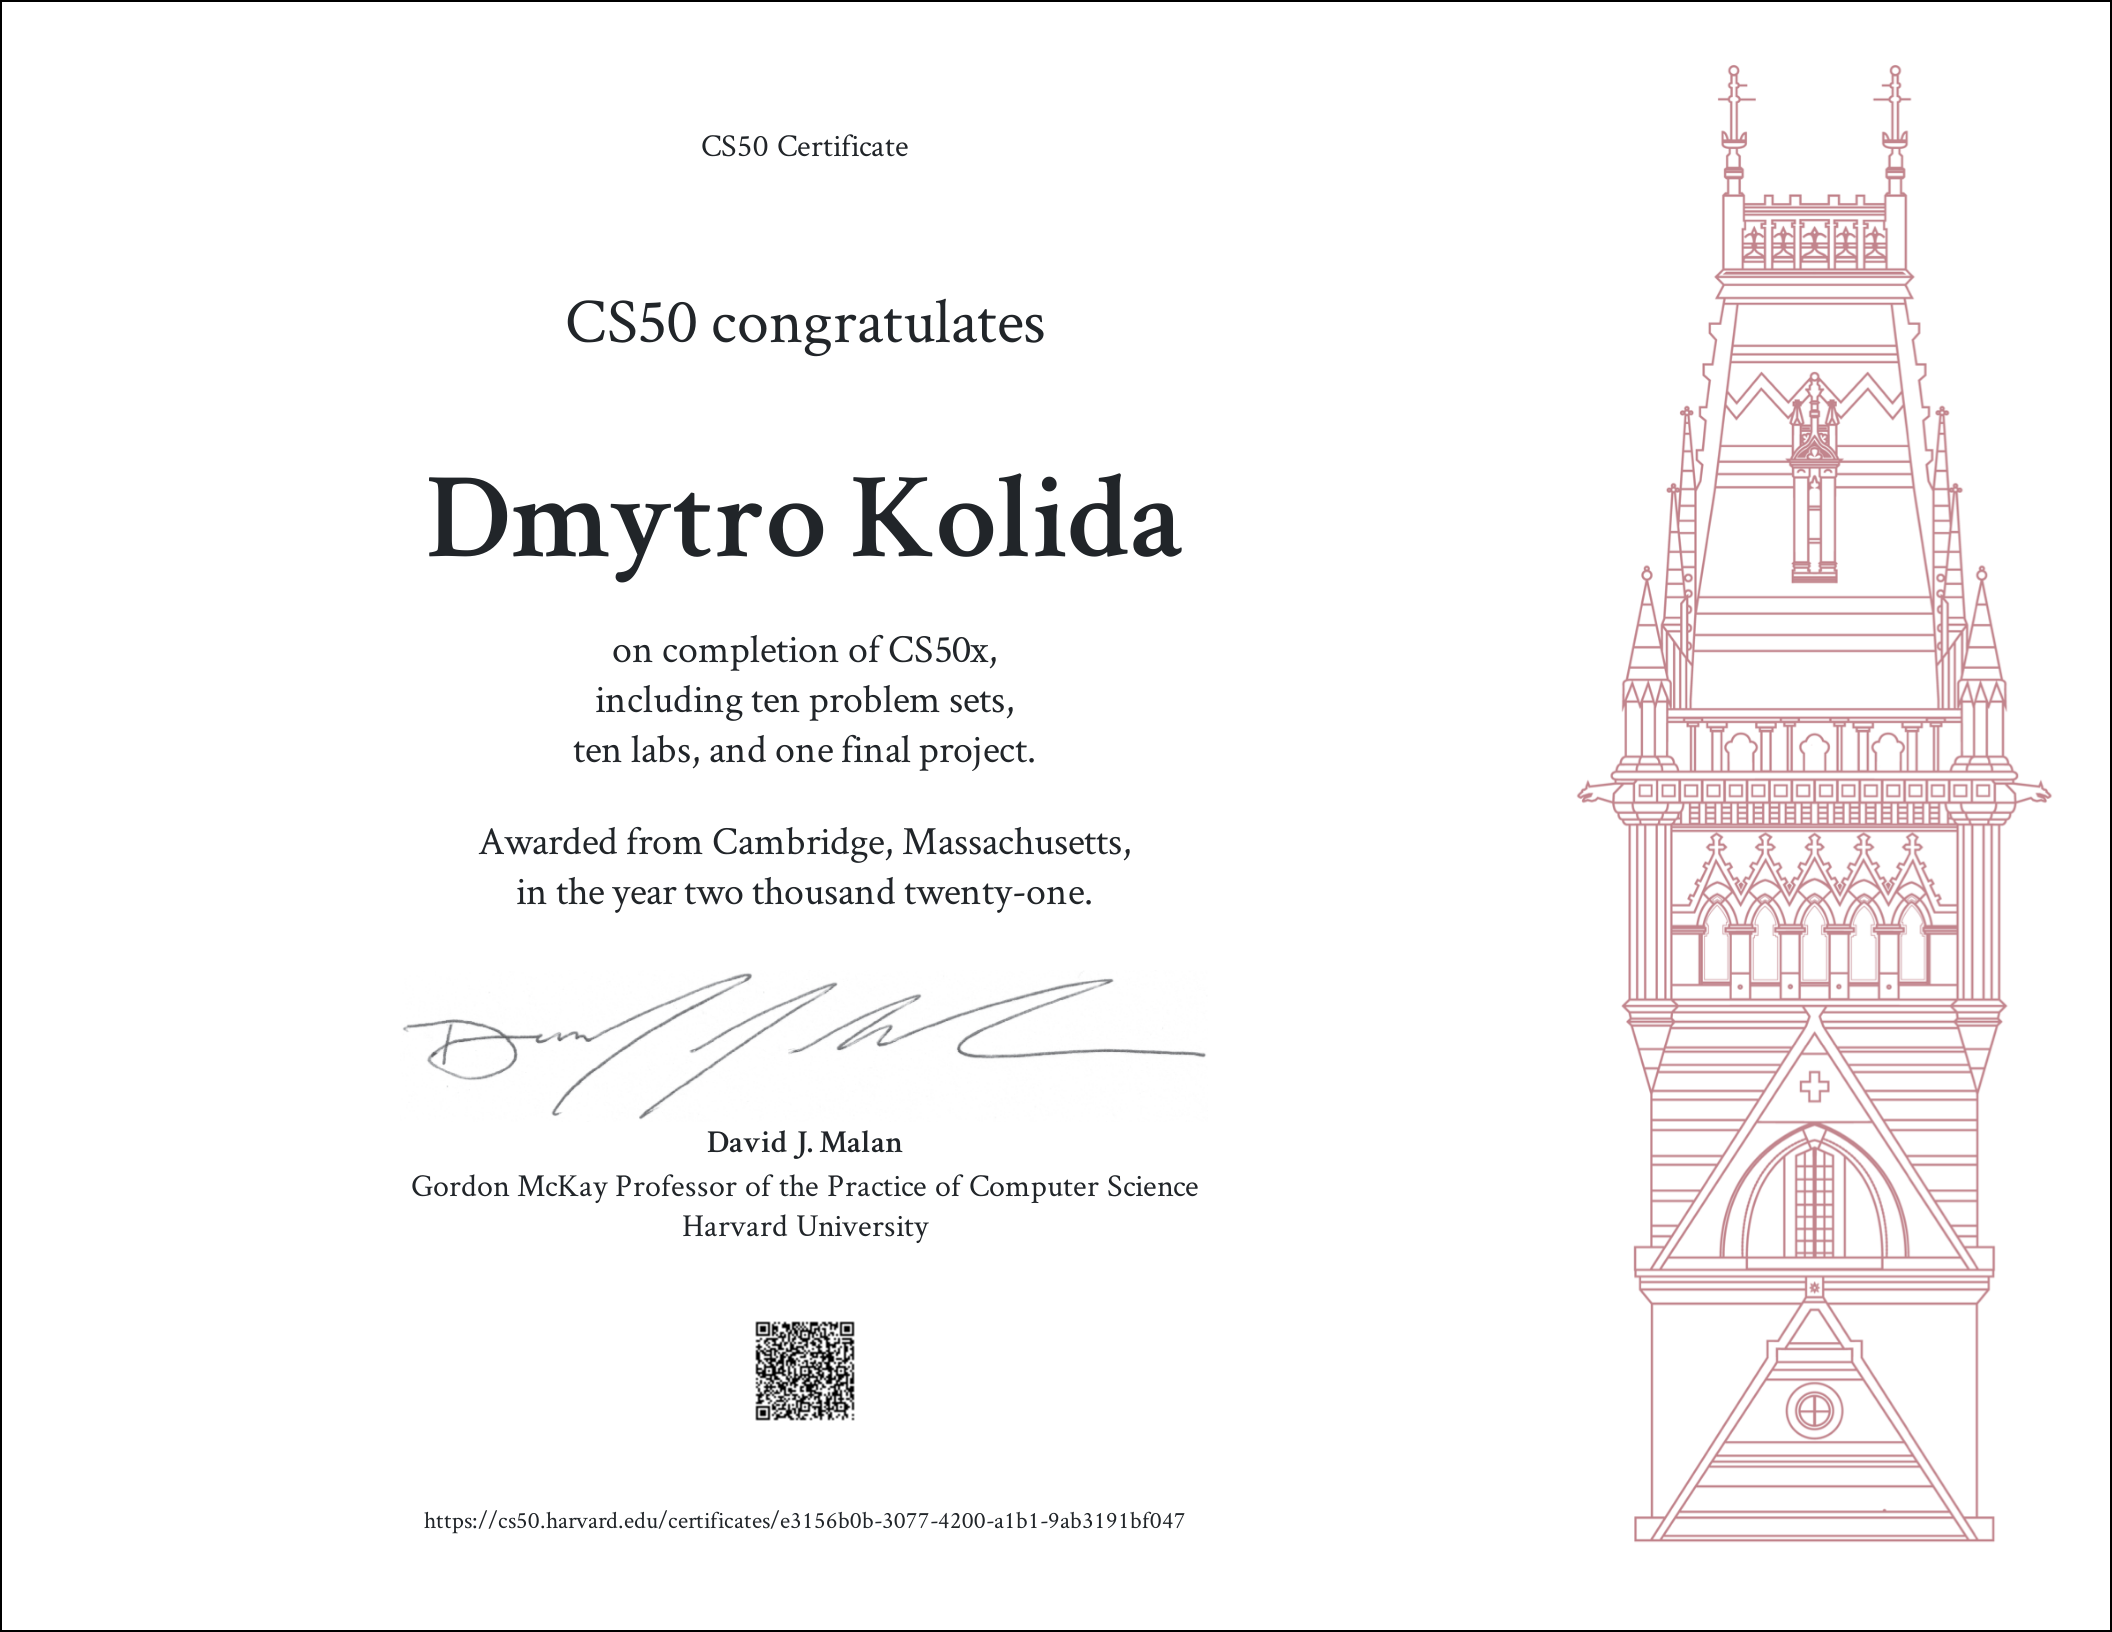 CS50 Certificate
CS50 congratulates
Dmytro Kolida
on completion of CS50x,
including ten problem sets,
ten labs, and one final project.
Awarded from Cambridge, Massachusetts,
in the year two thousand twenty-one.
David J. Malan
Gordon McKay Professor of the Practice of Computer Science
Harvard University
https://cs50.harvard.edu/certificates/e3156b0b-3077-4200-a1b1-9ab3191bf047